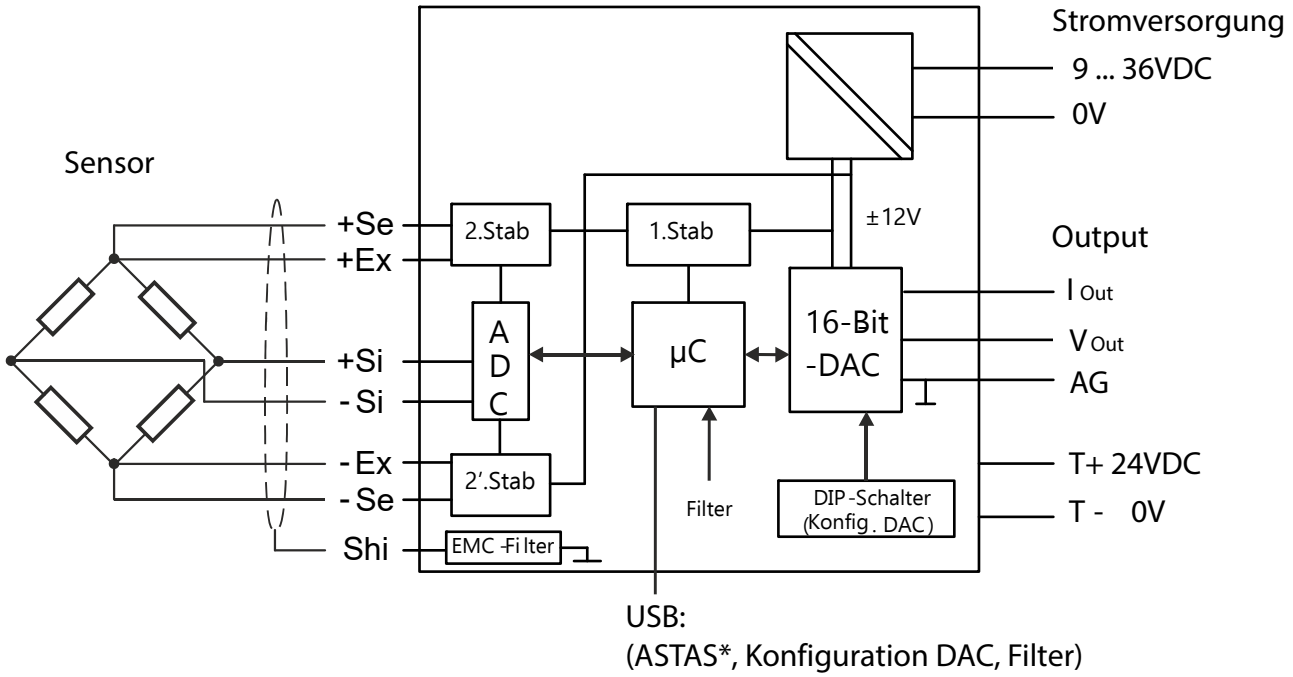 Stromversorgung
9 ... 36VDC
0V
Sensor
+Se
+Ex
2.Stab
1.Stab
±12V
Output
I Out
V Out
AG
+Si
- Si
A
D
C
µC
16-Bit
-DAC
- Ex
- Se
2'.Stab
Filter
DIP-Schalter
(Konfig. DAC)
T+ 24VDC
T - 0V
Shi
EMC-Filter
USB:
(ASTAS*, Konfiguration DAC, Filter)